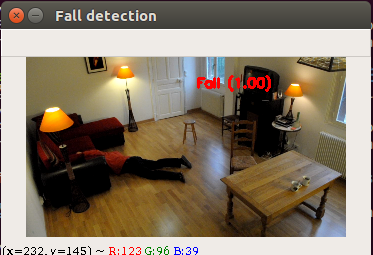 Fall detection
Fall (1.00)
(x=232, y=145) ~ R:123 G:96 B:39